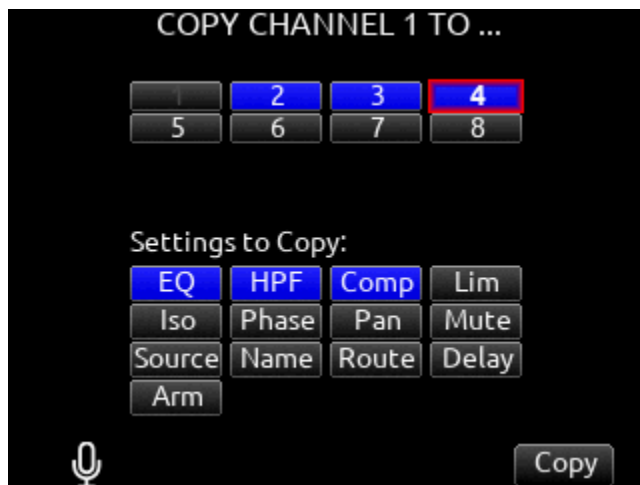 COPY CHANNEL 1 TO ...
1 2 3 4
5 6 7 8
Settings to Copy:
EQ HPF Comp Lim
Iso Phase Pan Mute
Source Name Route Delay
Arm
Copy